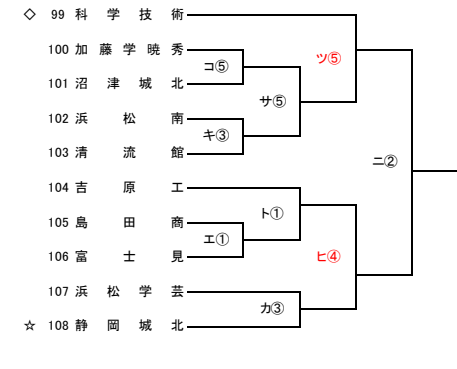 ◇ 99 科学技術
100 加藤学暁秀
コ⑤
101 沼津城北
サ⑤
ツ⑤
102 浜松南
キ③
103 清流館
ニ②
104 吉原工
ト①
105 島田商
エ①
106 富士見
ヒ④
107 浜松学芸
カ③
☆ 108 静岡城北